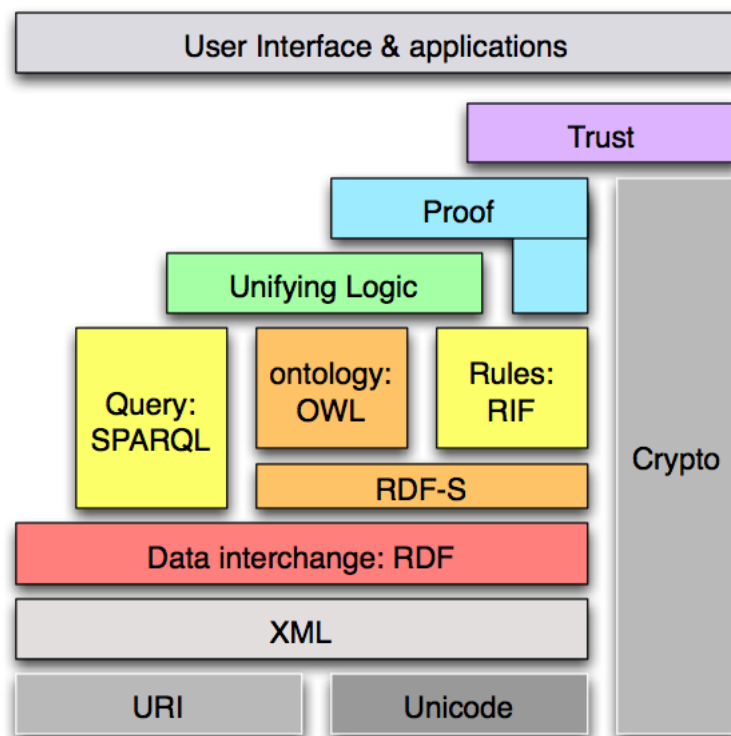 User Interface & applications
Trust
Proof
Unifying Logic
Query:
SPARQL
ontology:
OWL
Rules:
RIF
Crypto
RDF-S
Data interchange: RDF
XML
URI
Unicode